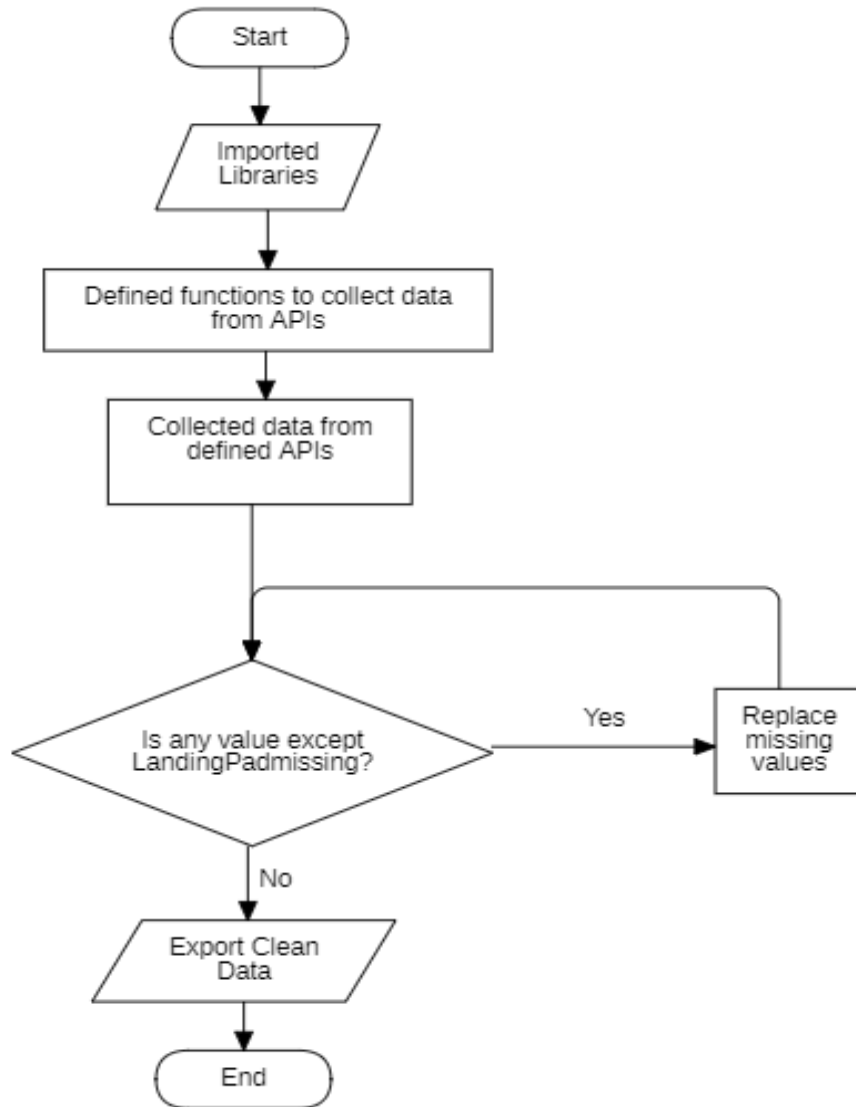 Start
Imported
Libraries
Defined functions to collect data
from APIs
Collected data from
defined APIs
Is any value except
LandingPadmissing?
Yes
Replace
missing
values
No
Export Clean
Data
End